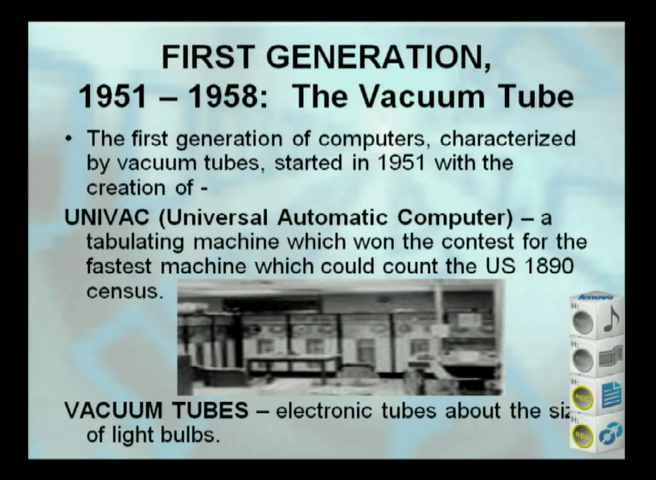 FIRST GENERATION,
1951 – 1958: The Vacuum Tube
• The first generation of computers, characterized
by vacuum tubes, started in 1951 with the
creation of -
UNIVAC (Universal Automatic Computer) – a
tabulating machine which won the contest for the
fastest machine which could count the US 1890
census.
lenovo
VACUUM TUBES – electronic tubes about the siz
of light bulbs.